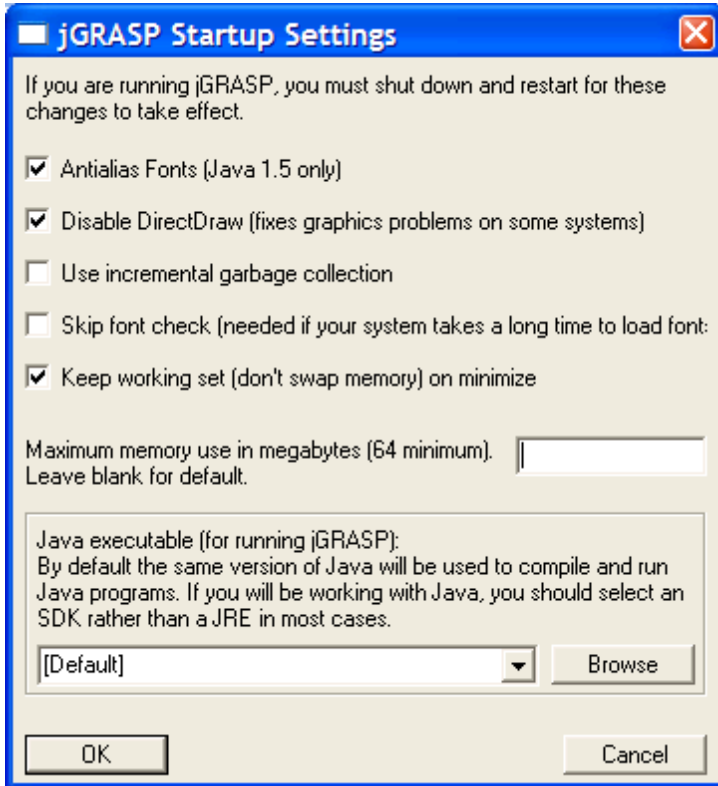 jGRASP Startup Settings
If you are running jGRASP, you must shut down and restart for these
changes to take effect.
Antialias Fonts (Java 1.5 only)
Disable DirectDraw (fixes graphics problems on some systems)
Use incremental garbage collection
Skip font check (needed if your system takes a long time to load font:
Keep working set (don't swap memory) on minimize
Maximum memory use in megabytes (64 minimum).
Leave blank for default.
Java executable (for running jGRASP):
By default the same version of Java will be used to compile and run
Java programs. If you will be working with Java, you should select an
SDK rather than a JRE in most cases.
[Default]
Browse
OK
Cancel